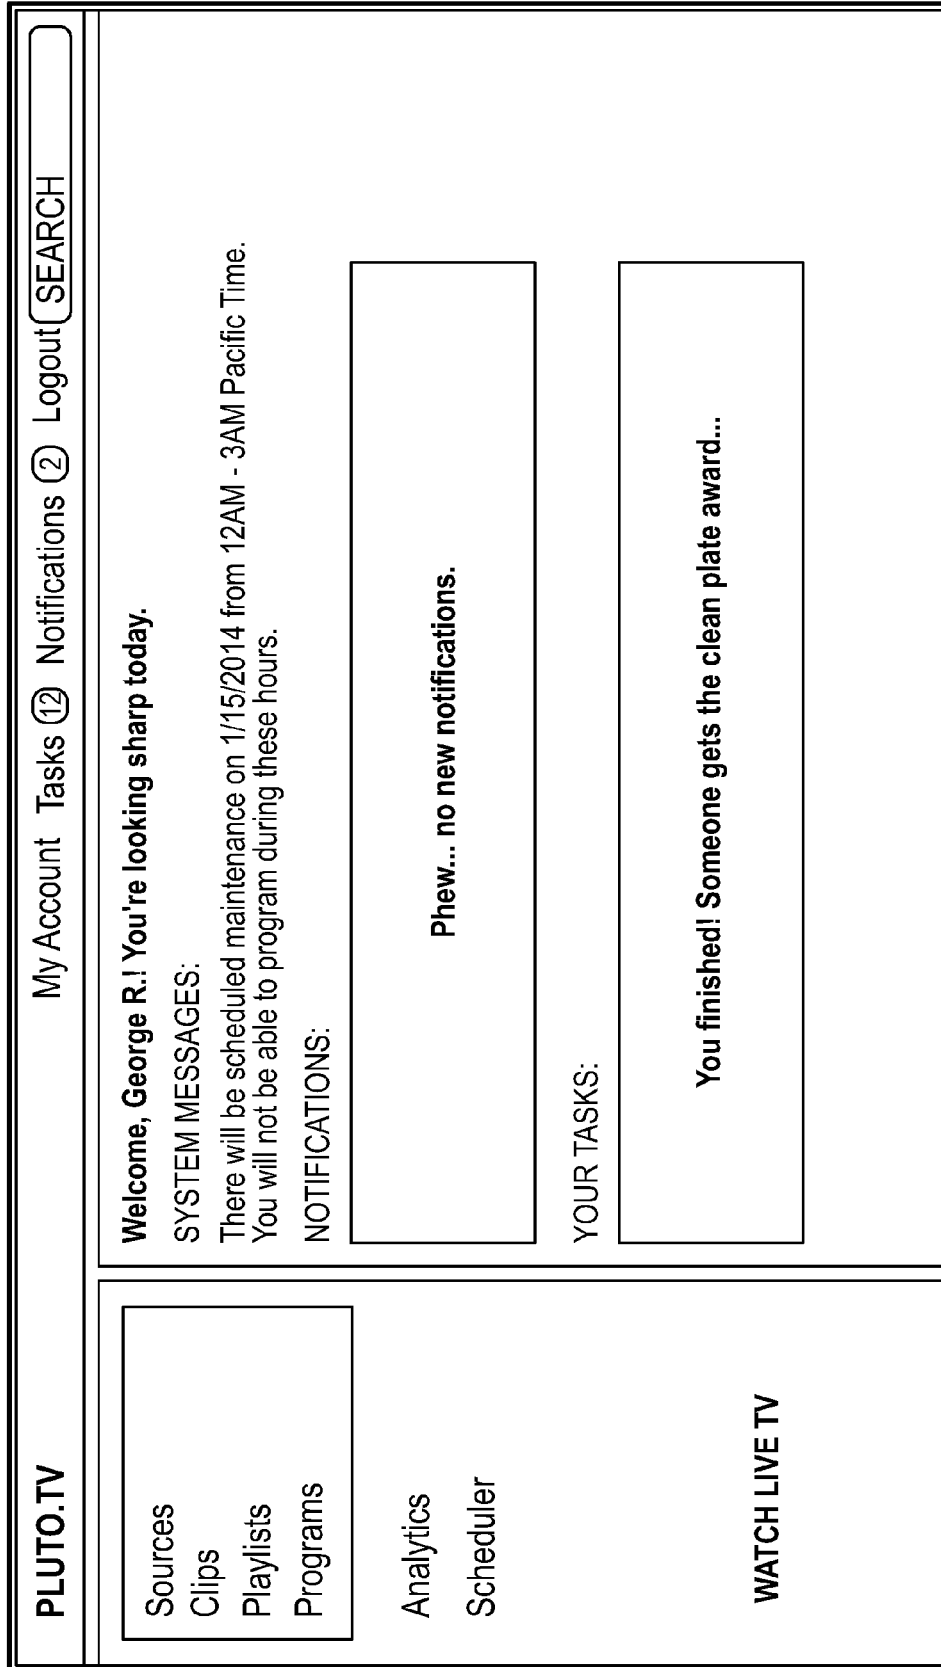 PLUTO.TV
My Account Tasks 12 Notifications 2 Logout SEARCH
Sources
Clips
Playlists
Programs
Analytics
Scheduler
WATCH LIVE TV
Welcome, George R.! You're looking sharp today.
SYSTEM MESSAGES:
There will be scheduled maintenance on 1/15/2014 from 12AM - 3AM Pacific Time.
You will not be able to program during these hours.
NOTIFICATIONS:
Phew... no new notifications.
YOUR TASKS:
You finished! Someone gets the clean plate award...